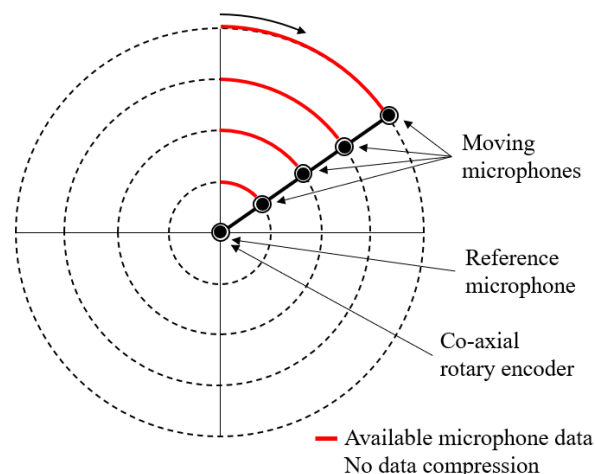 Moving
microphones
Reference
microphone
Co-axial
rotary encoder
Available microphone data
No data compression